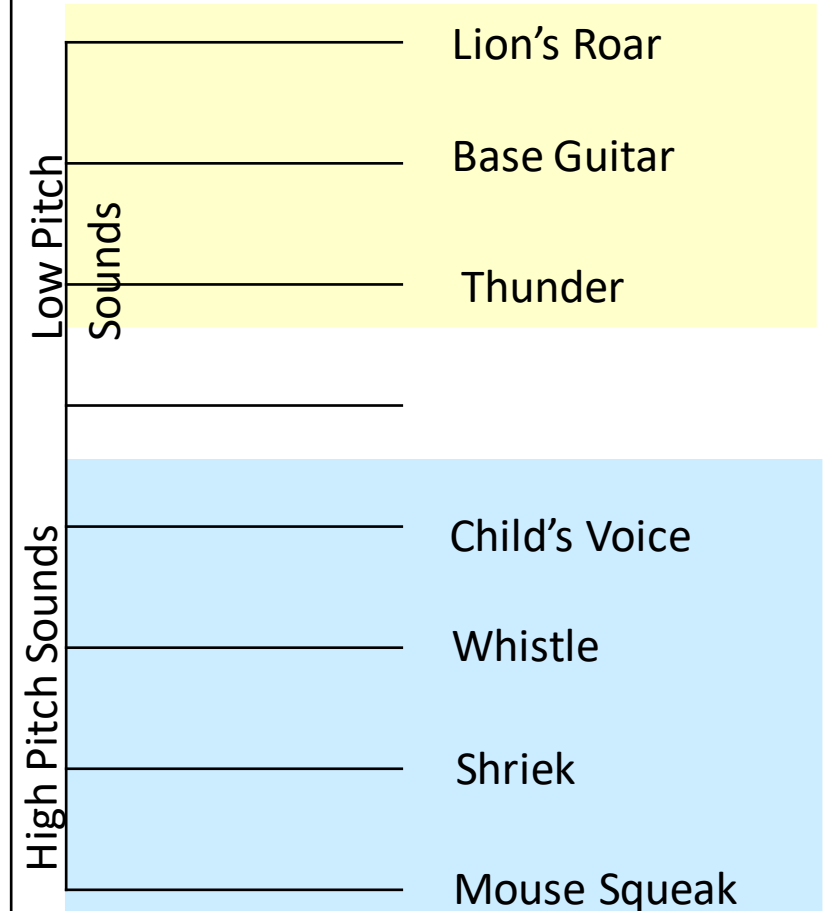 Low Pitch
Sounds
Lion's Roar
Base Guitar
Thunder
High Pitch Sounds
Child's Voice
Whistle
Shriek
Mouse Squeak